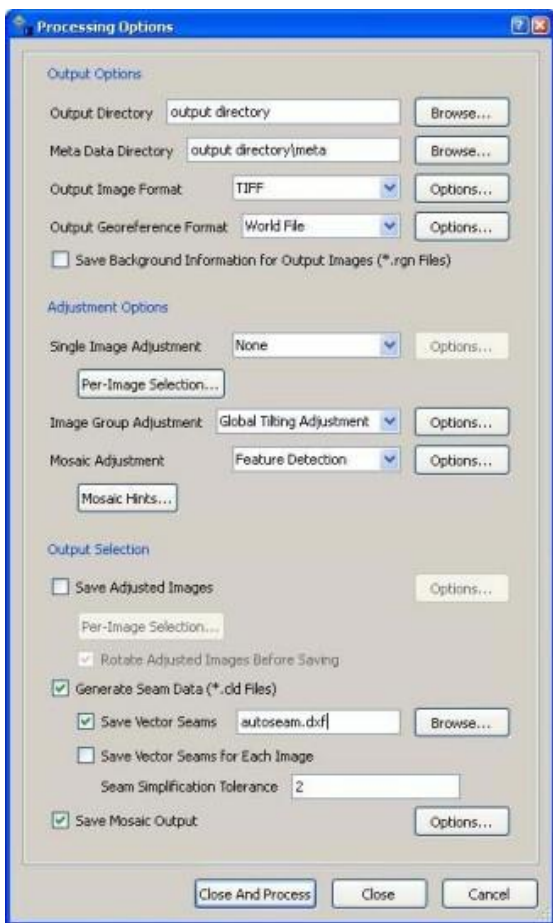 Processing Options
Output Options
Output Directory output directory Browse...
Meta Data Directory output directory\meta Browse...
Output Image Format TIFF Options...
Output Georeference Format World File Options...
Save Background Information for Output Images (*.rgn Files)
Adjustment Options
Single Image Adjustment None Options...
Per-Image Selection...
Image Group Adjustment Global Tilting Adjustment Options...
Mosaic Adjustment Feature Detection Options...
Mosaic Hints...
Output Selection
Save Adjusted Images Options...
Per-Image Selection...
Rotate Adjusted Images Before Saving
Generate Seam Data (*.cld Files)
Save Vector Seams autoseam.dxf Browse...
Save Vector Seams for Each Image
Seam Simplification Tolerance 2
Save Mosaic Output Options...
Close And Process Close Cancel